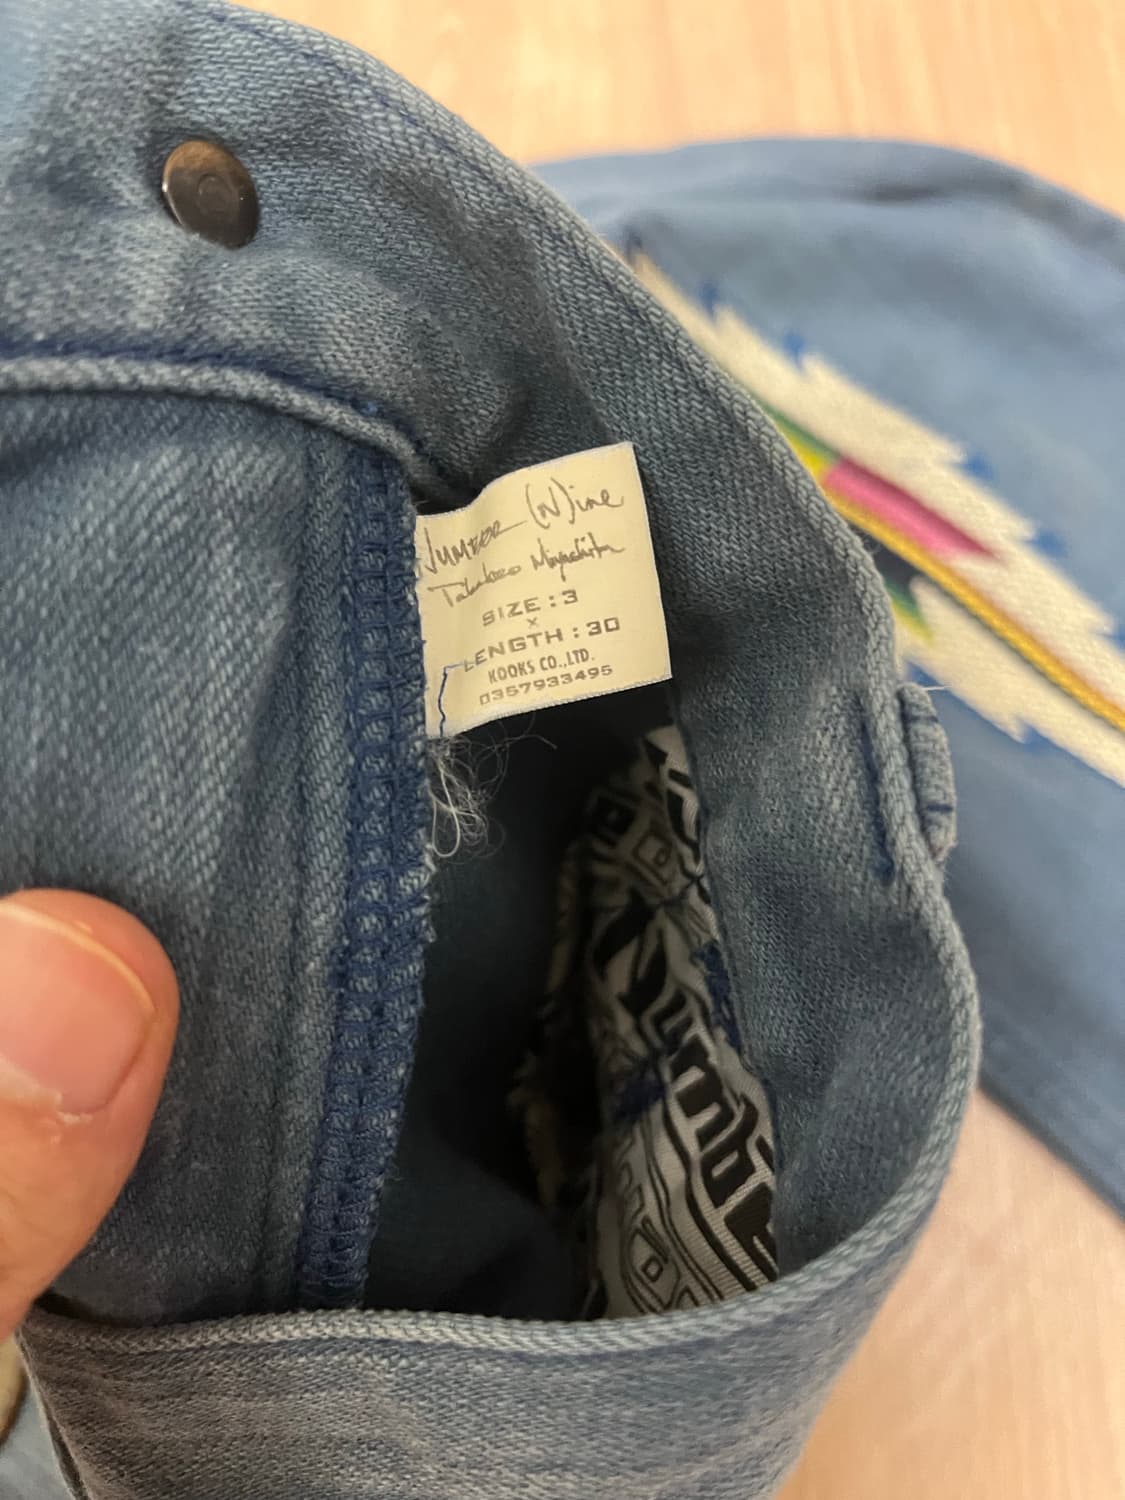 Number (N)ine
Takahiro Miyashita
SIZE : 3
×
LENGTH : 30
KOOKS CO.,LTD.
0357933495